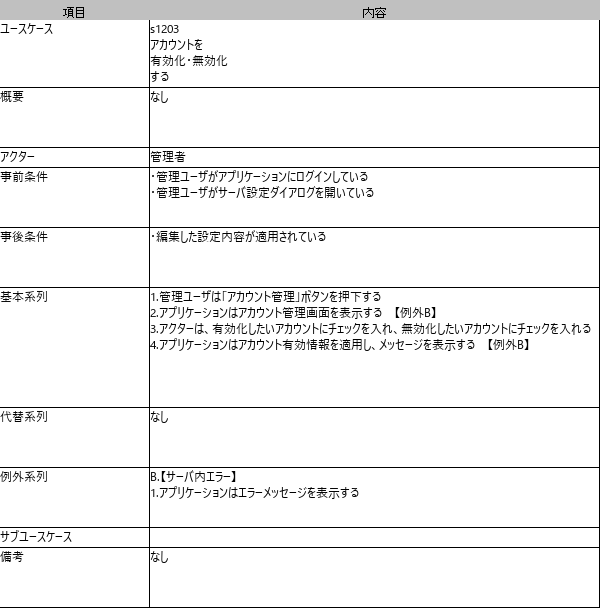 項目 内容
ユースケース s1203
アカウントを
有効化・無効化
する
概要 なし
アクター 管理者
事前条件 ・管理ユーザがアプリケーションにログインしている
・管理ユーザがサーバ設定ダイアログを開いている
事後条件 ・編集した設定内容が適用されている
基本系列 1.管理ユーザは「アカウント管理」ボタンを押下する
2.アプリケーションはアカウント管理画面を表示する 【例外B】
3.アクターは、有効化したいアカウントにチェックを入れ、無効化したいアカウントにチェックを入れる
4.アプリケーションはアカウント有効情報を適用し、メッセージを表示する 【例外B】
代替系列 なし
例外系列 B.【サーバ内エラー】
1.アプリケーションはエラーメッセージを表示する
サブユースケース
備考 なし